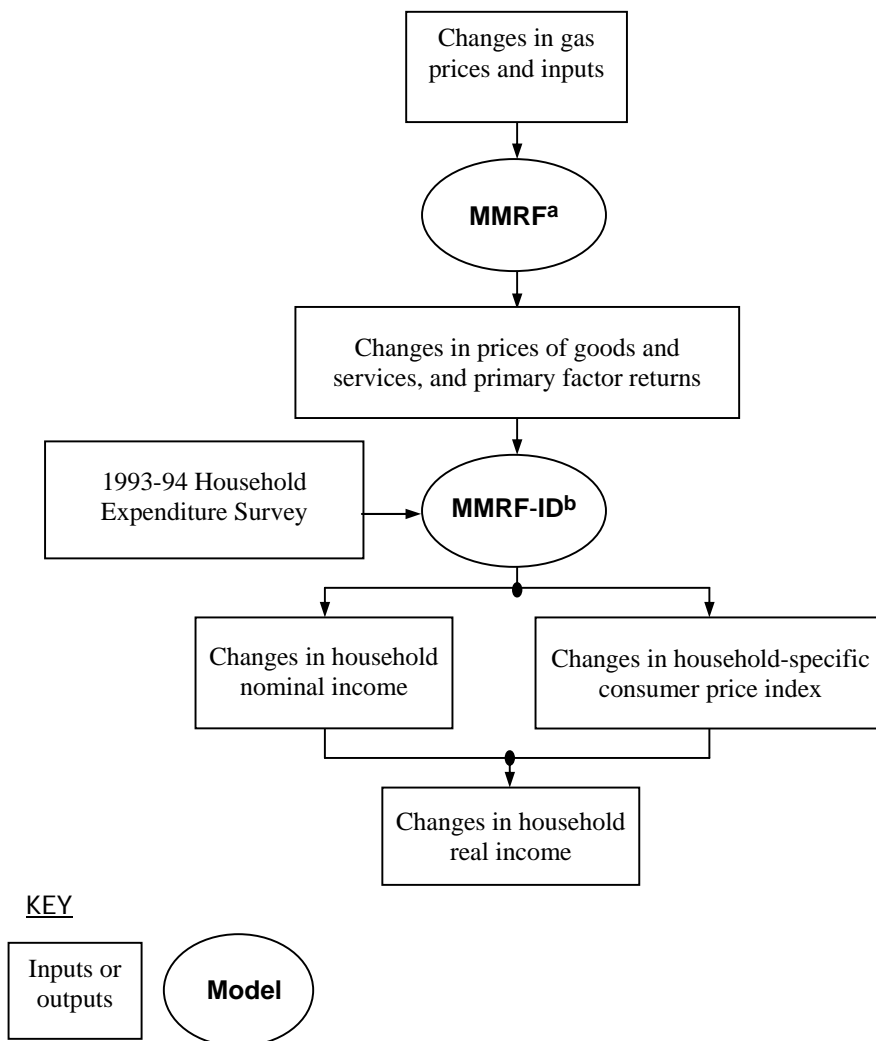 Changes in gas
prices and inputs
MMRFᵃ
Changes in prices of goods and
services, and primary factor returns
1993-94 Household
Expenditure Survey
MMRF-IDᵇ
Changes in household
nominal income
Changes in household-specific
consumer price index
Changes in household
real income
KEY
Inputs or
outputs
Model